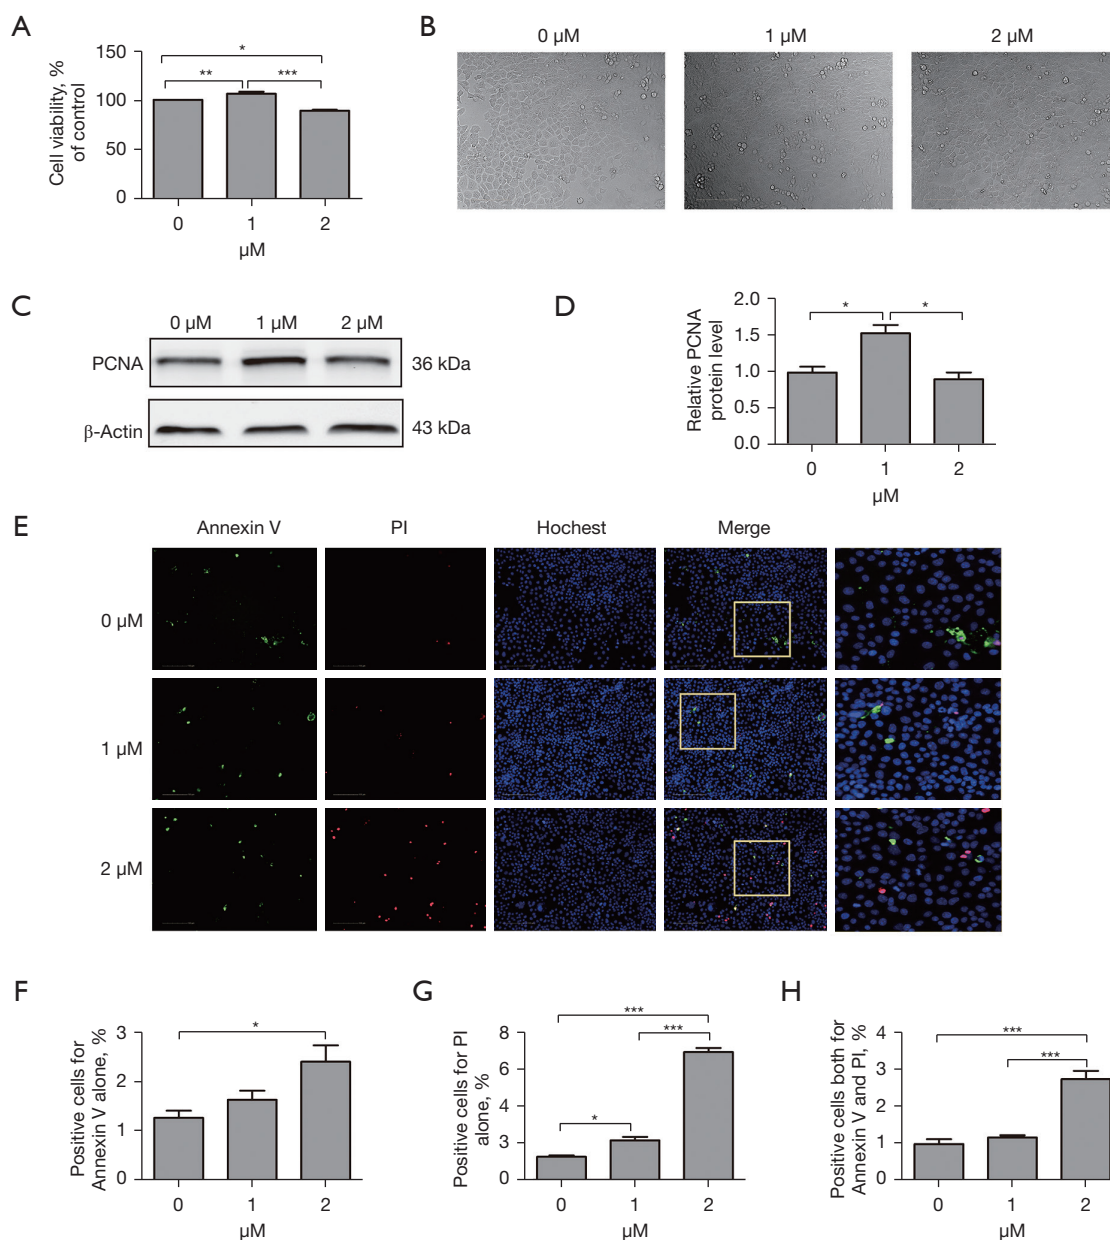 A
Cell viability, %
of control
150
100
50
0
*
**
***
0 1 2
µM
B
0 µM 1 µM 2 µM
C
0 µM 1 µM 2 µM
PCNA 36 kDa
β-Actin 43 kDa
D
Relative PCNA
protein level
2.0
1.5
1.0
0.5
0.0
* *
0 1 2
µM
E
Annexin V PI Hochest Merge
0 µM
1 µM
2 µM
F
Positive cells for
Annexin V alone, %
3
2
1
0
*
0 1 2
µM
G
Positive cells for PI
alone, %
8
6
3
0
***
***
*
0 1 2
µM
H
Positive cells both for
Annexin V and PI, %
4
3
2
1
0
***
***
0 1 2
µM